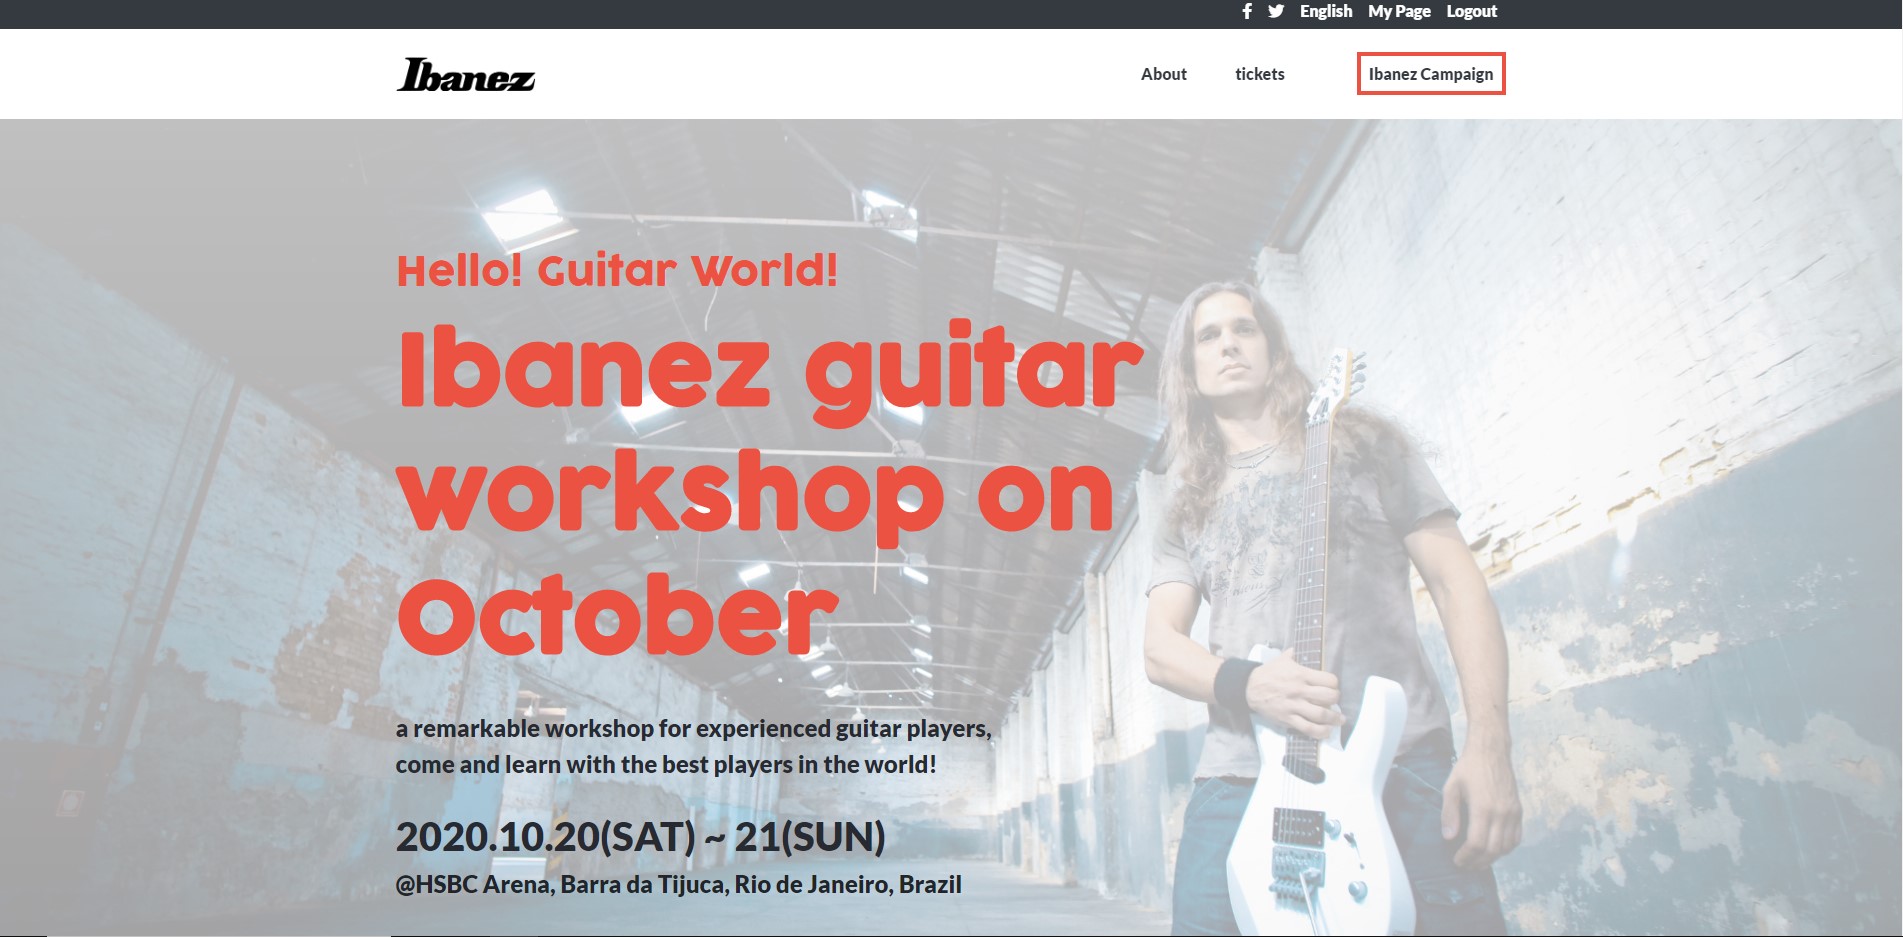 English My Page Logout
Ibanez
About tickets Ibanez Campaign
Hello! Guitar World!
Ibanez guitar
workshop on
October
a remarkable workshop for experienced guitar players,
come and learn with the best players in the world!
2020.10.20(SAT) ~ 21(SUN)
@HSBC Arena, Barra da Tijuca, Rio de Janeiro, Brazil